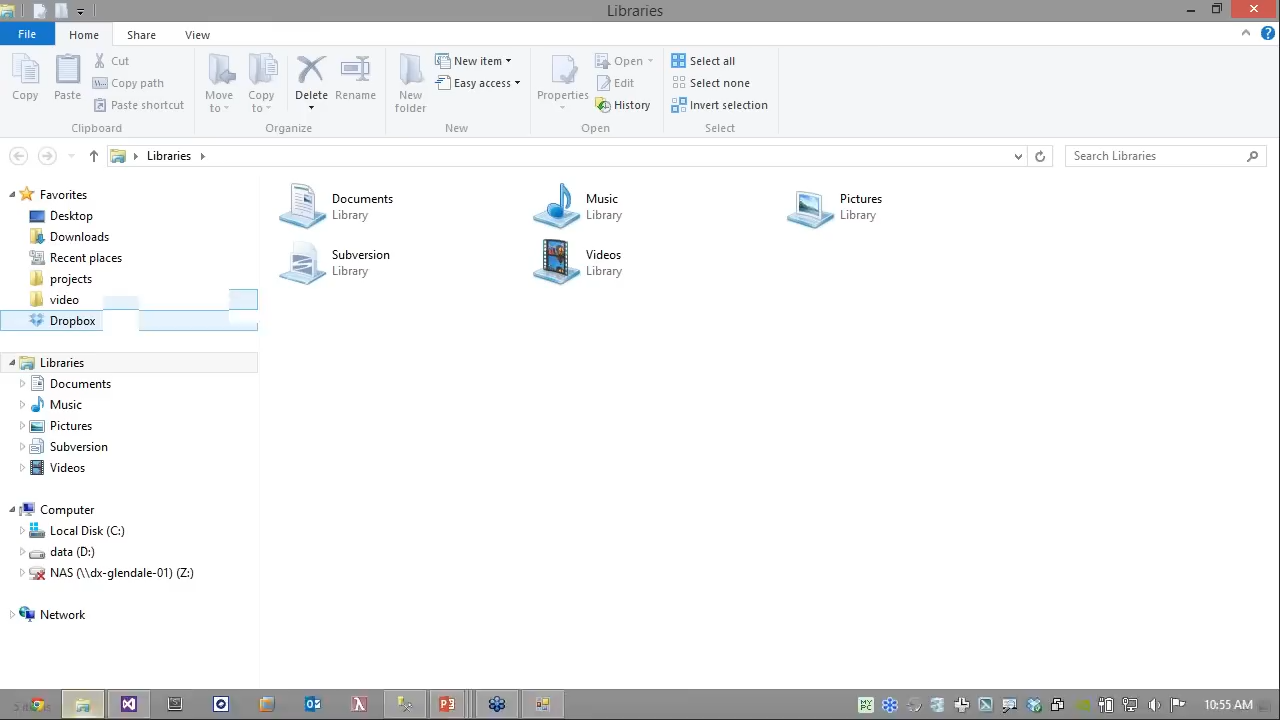 Libraries
File Home Share View
Copy
Paste
Cut
Copy path
Paste shortcut
Clipboard
Move to
Copy to
Delete
Rename
Organize
New folder
New item
Easy access
New
Properties
Open
Edit
History
Open
Select all
Select none
Invert selection
Select
Libraries
Search Libraries
Favorites
Desktop
Downloads
Recent places
projects
video
Dropbox
Libraries
Documents
Music
Pictures
Subversion
Videos
Computer
Local Disk (C:)
data (D:)
NAS (\\dx-glendale-01) (Z:)
Network
Documents
Library
Music
Library
Pictures
Library
Subversion
Library
Videos
Library
10:55 AM